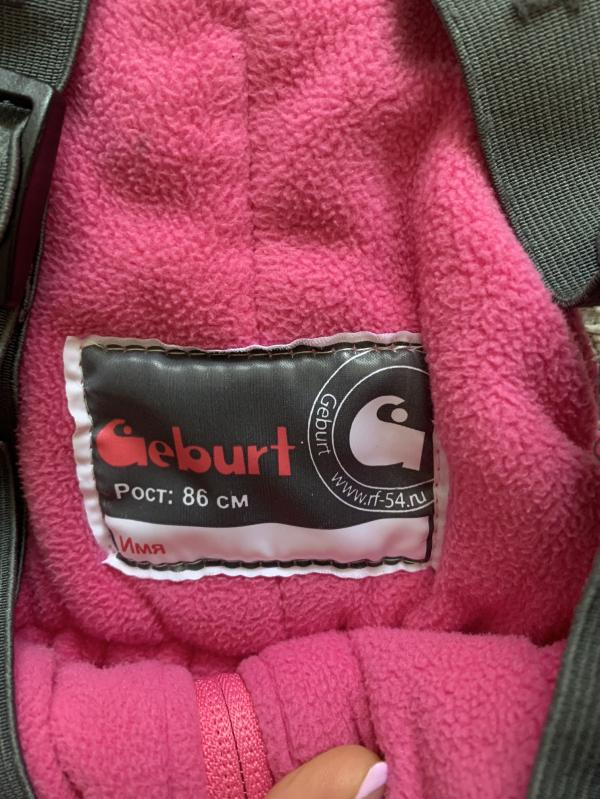 Geburt
Рост: 86 см
Имя
Geburt
www.rf-54.ru